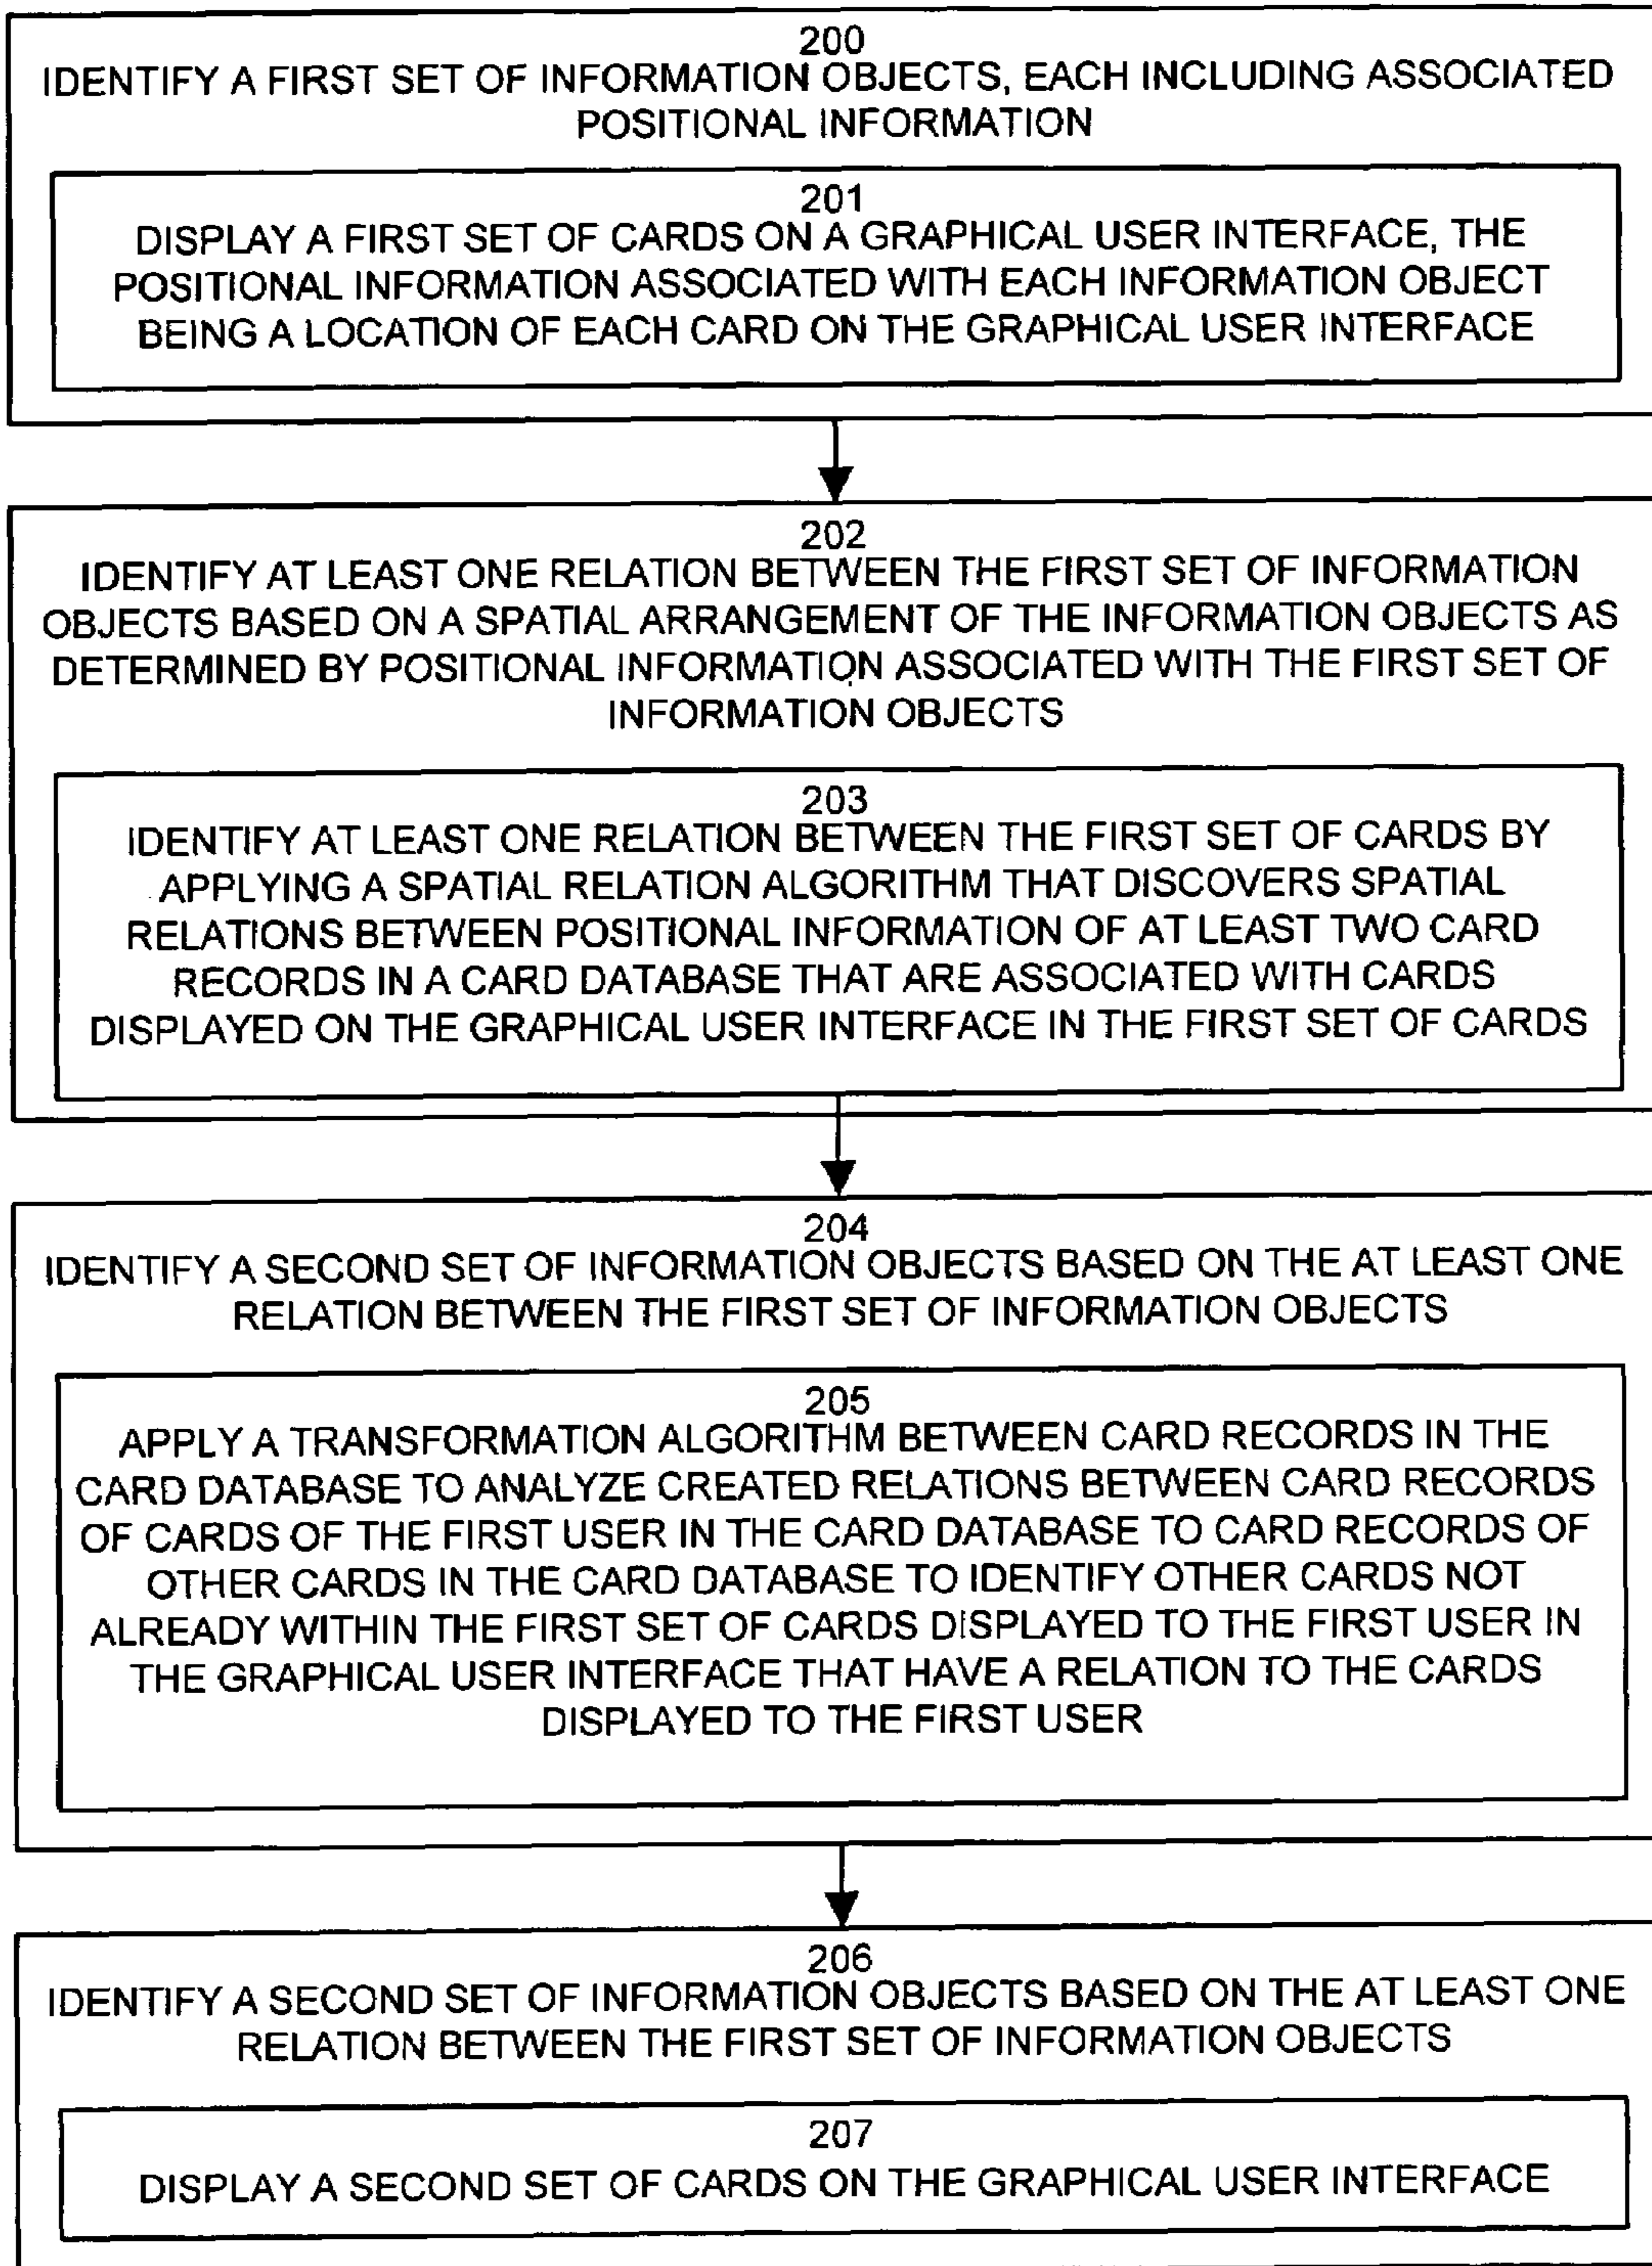 200
IDENTIFY A FIRST SET OF INFORMATION OBJECTS, EACH INCLUDING ASSOCIATED
POSITIONAL INFORMATION
201
DISPLAY A FIRST SET OF CARDS ON A GRAPHICAL USER INTERFACE, THE
POSITIONAL INFORMATION ASSOCIATED WITH EACH INFORMATION OBJECT
BEING A LOCATION OF EACH CARD ON THE GRAPHICAL USER INTERFACE
202
IDENTIFY AT LEAST ONE RELATION BETWEEN THE FIRST SET OF INFORMATION
OBJECTS BASED ON A SPATIAL ARRANGEMENT OF THE INFORMATION OBJECTS AS
DETERMINED BY POSITIONAL INFORMATION ASSOCIATED WITH THE FIRST SET OF
INFORMATION OBJECTS
203
IDENTIFY AT LEAST ONE RELATION BETWEEN THE FIRST SET OF CARDS BY
APPLYING A SPATIAL RELATION ALGORITHM THAT DISCOVERS SPATIAL
RELATIONS BETWEEN POSITIONAL INFORMATION OF AT LEAST TWO CARD
RECORDS IN A CARD DATABASE THAT ARE ASSOCIATED WITH CARDS
DISPLAYED ON THE GRAPHICAL USER INTERFACE IN THE FIRST SET OF CARDS
204
IDENTIFY A SECOND SET OF INFORMATION OBJECTS BASED ON THE AT LEAST ONE
RELATION BETWEEN THE FIRST SET OF INFORMATION OBJECTS
205
APPLY A TRANSFORMATION ALGORITHM BETWEEN CARD RECORDS IN THE
CARD DATABASE TO ANALYZE CREATED RELATIONS BETWEEN CARD RECORDS
OF CARDS OF THE FIRST USER IN THE CARD DATABASE TO CARD RECORDS OF
OTHER CARDS IN THE CARD DATABASE TO IDENTIFY OTHER CARDS NOT
ALREADY WITHIN THE FIRST SET OF CARDS DISPLAYED TO THE FIRST USER IN
THE GRAPHICAL USER INTERFACE THAT HAVE A RELATION TO THE CARDS
DISPLAYED TO THE FIRST USER
206
IDENTIFY A SECOND SET OF INFORMATION OBJECTS BASED ON THE AT LEAST ONE
RELATION BETWEEN THE FIRST SET OF INFORMATION OBJECTS
207
DISPLAY A SECOND SET OF CARDS ON THE GRAPHICAL USER INTERFACE